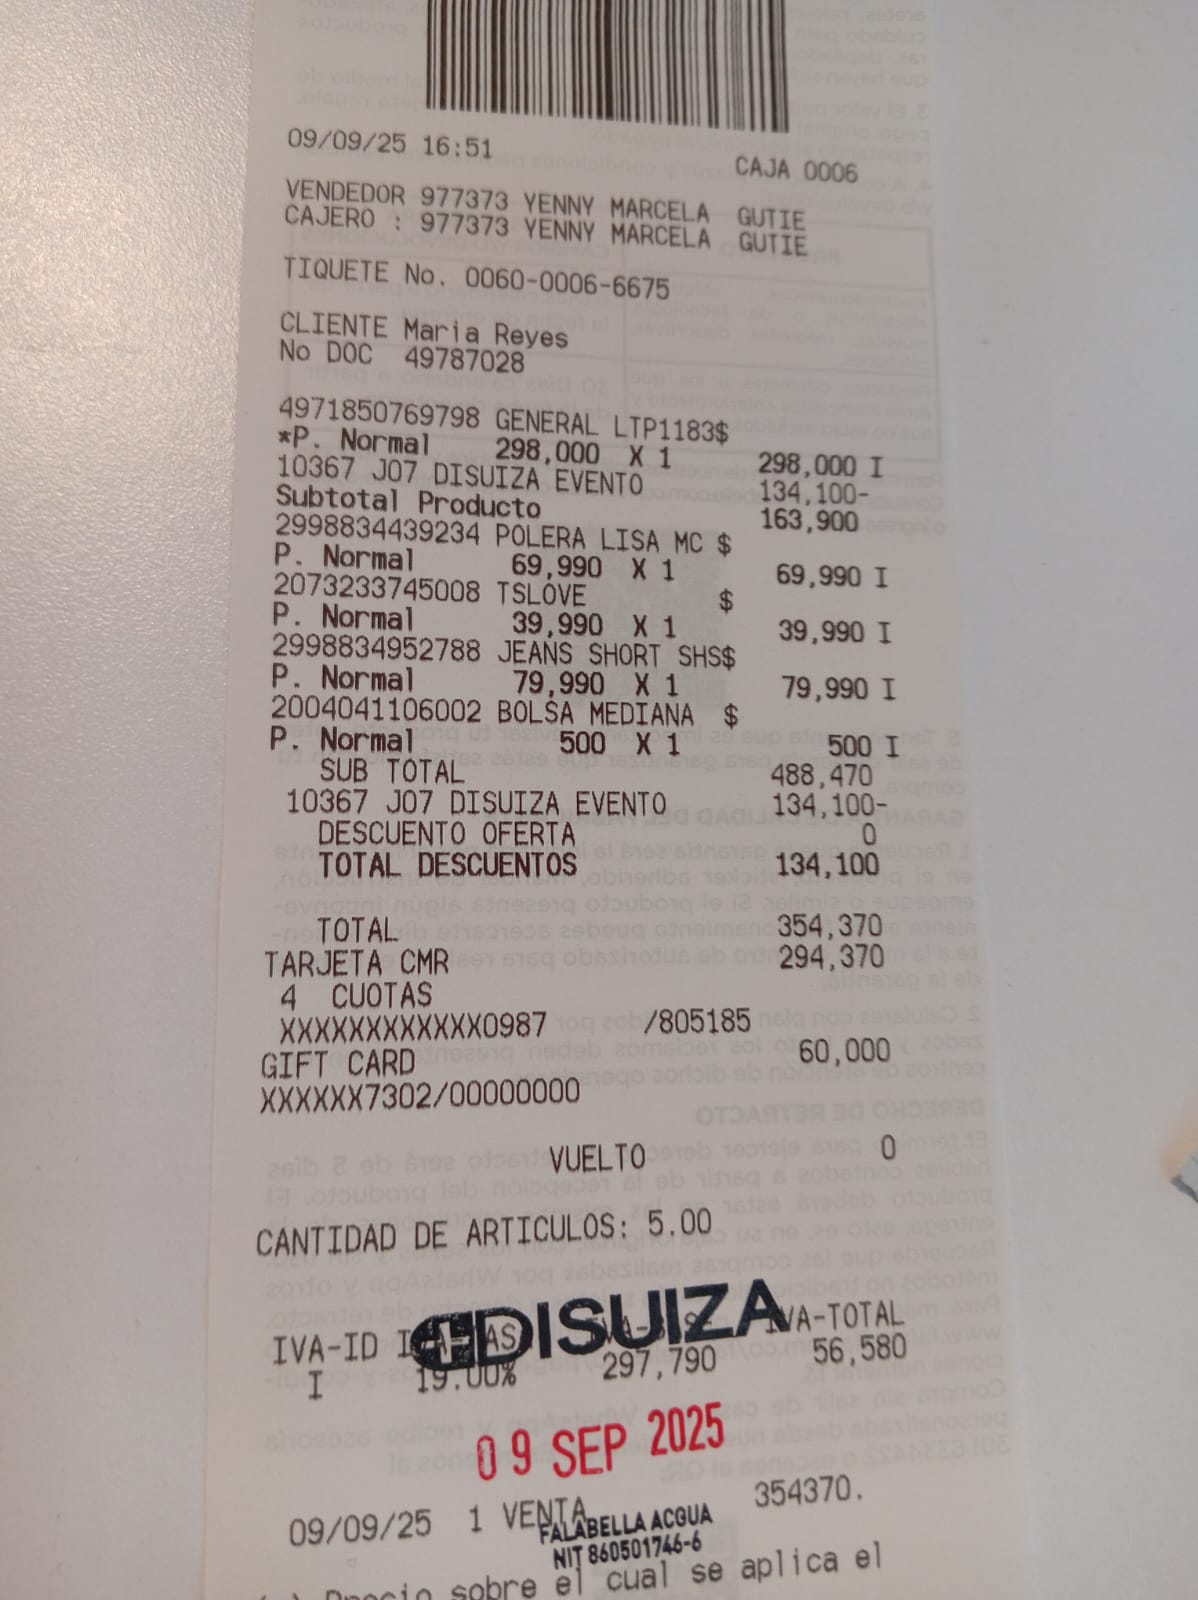 09/09/25 16:51 CAJA 0006
VENDEDOR 977373 YENNY MARCELA GUTIE
CAJERO : 977373 YENNY MARCELA GUTIE
TIQUETE No. 0060-0006-6675
CLIENTE Maria Reyes
No DOC 49787028
4971850769798 GENERAL LTP1183$
*P. Normal 298,000 X 1 298,000 I
10367 J07 DISUIZA EVENTO 134,100-
Subtotal Producto 163,900
2998834439234 POLERA LISA MC $
P. Normal 69,990 X 1 69,990 I
2073233745008 TSLOVE $
P. Normal 39,990 X 1 39,990 I
2998834952788 JEANS SHORT SHS$
P. Normal 79,990 X 1 79,990 I
2004041106002 BOLSA MEDIANA $
P. Normal 500 X 1 500 I
SUB TOTAL 488,470
10367 J07 DISUIZA EVENTO 134,100-
DESCUENTO OFERTA 0
TOTAL DESCUENTOS 134,100
TOTAL 354,370
TARJETA CMR 294,370
4 CUOTAS
XXXXXXXXXXXX0987 /805185
GIFT CARD 60,000
XXXXXX7302/00000000
VUELTO 0
CANTIDAD DE ARTICULOS: 5.00
DISUIZA
IVA-ID IVA-TOTAL
I 19.00% 297,790 56,580
09 SEP 2025
09/09/25 1 VENTA 354370.
FALABELLA ACQUA
NIT 860501746-6
Precio sobre el cual se aplica el